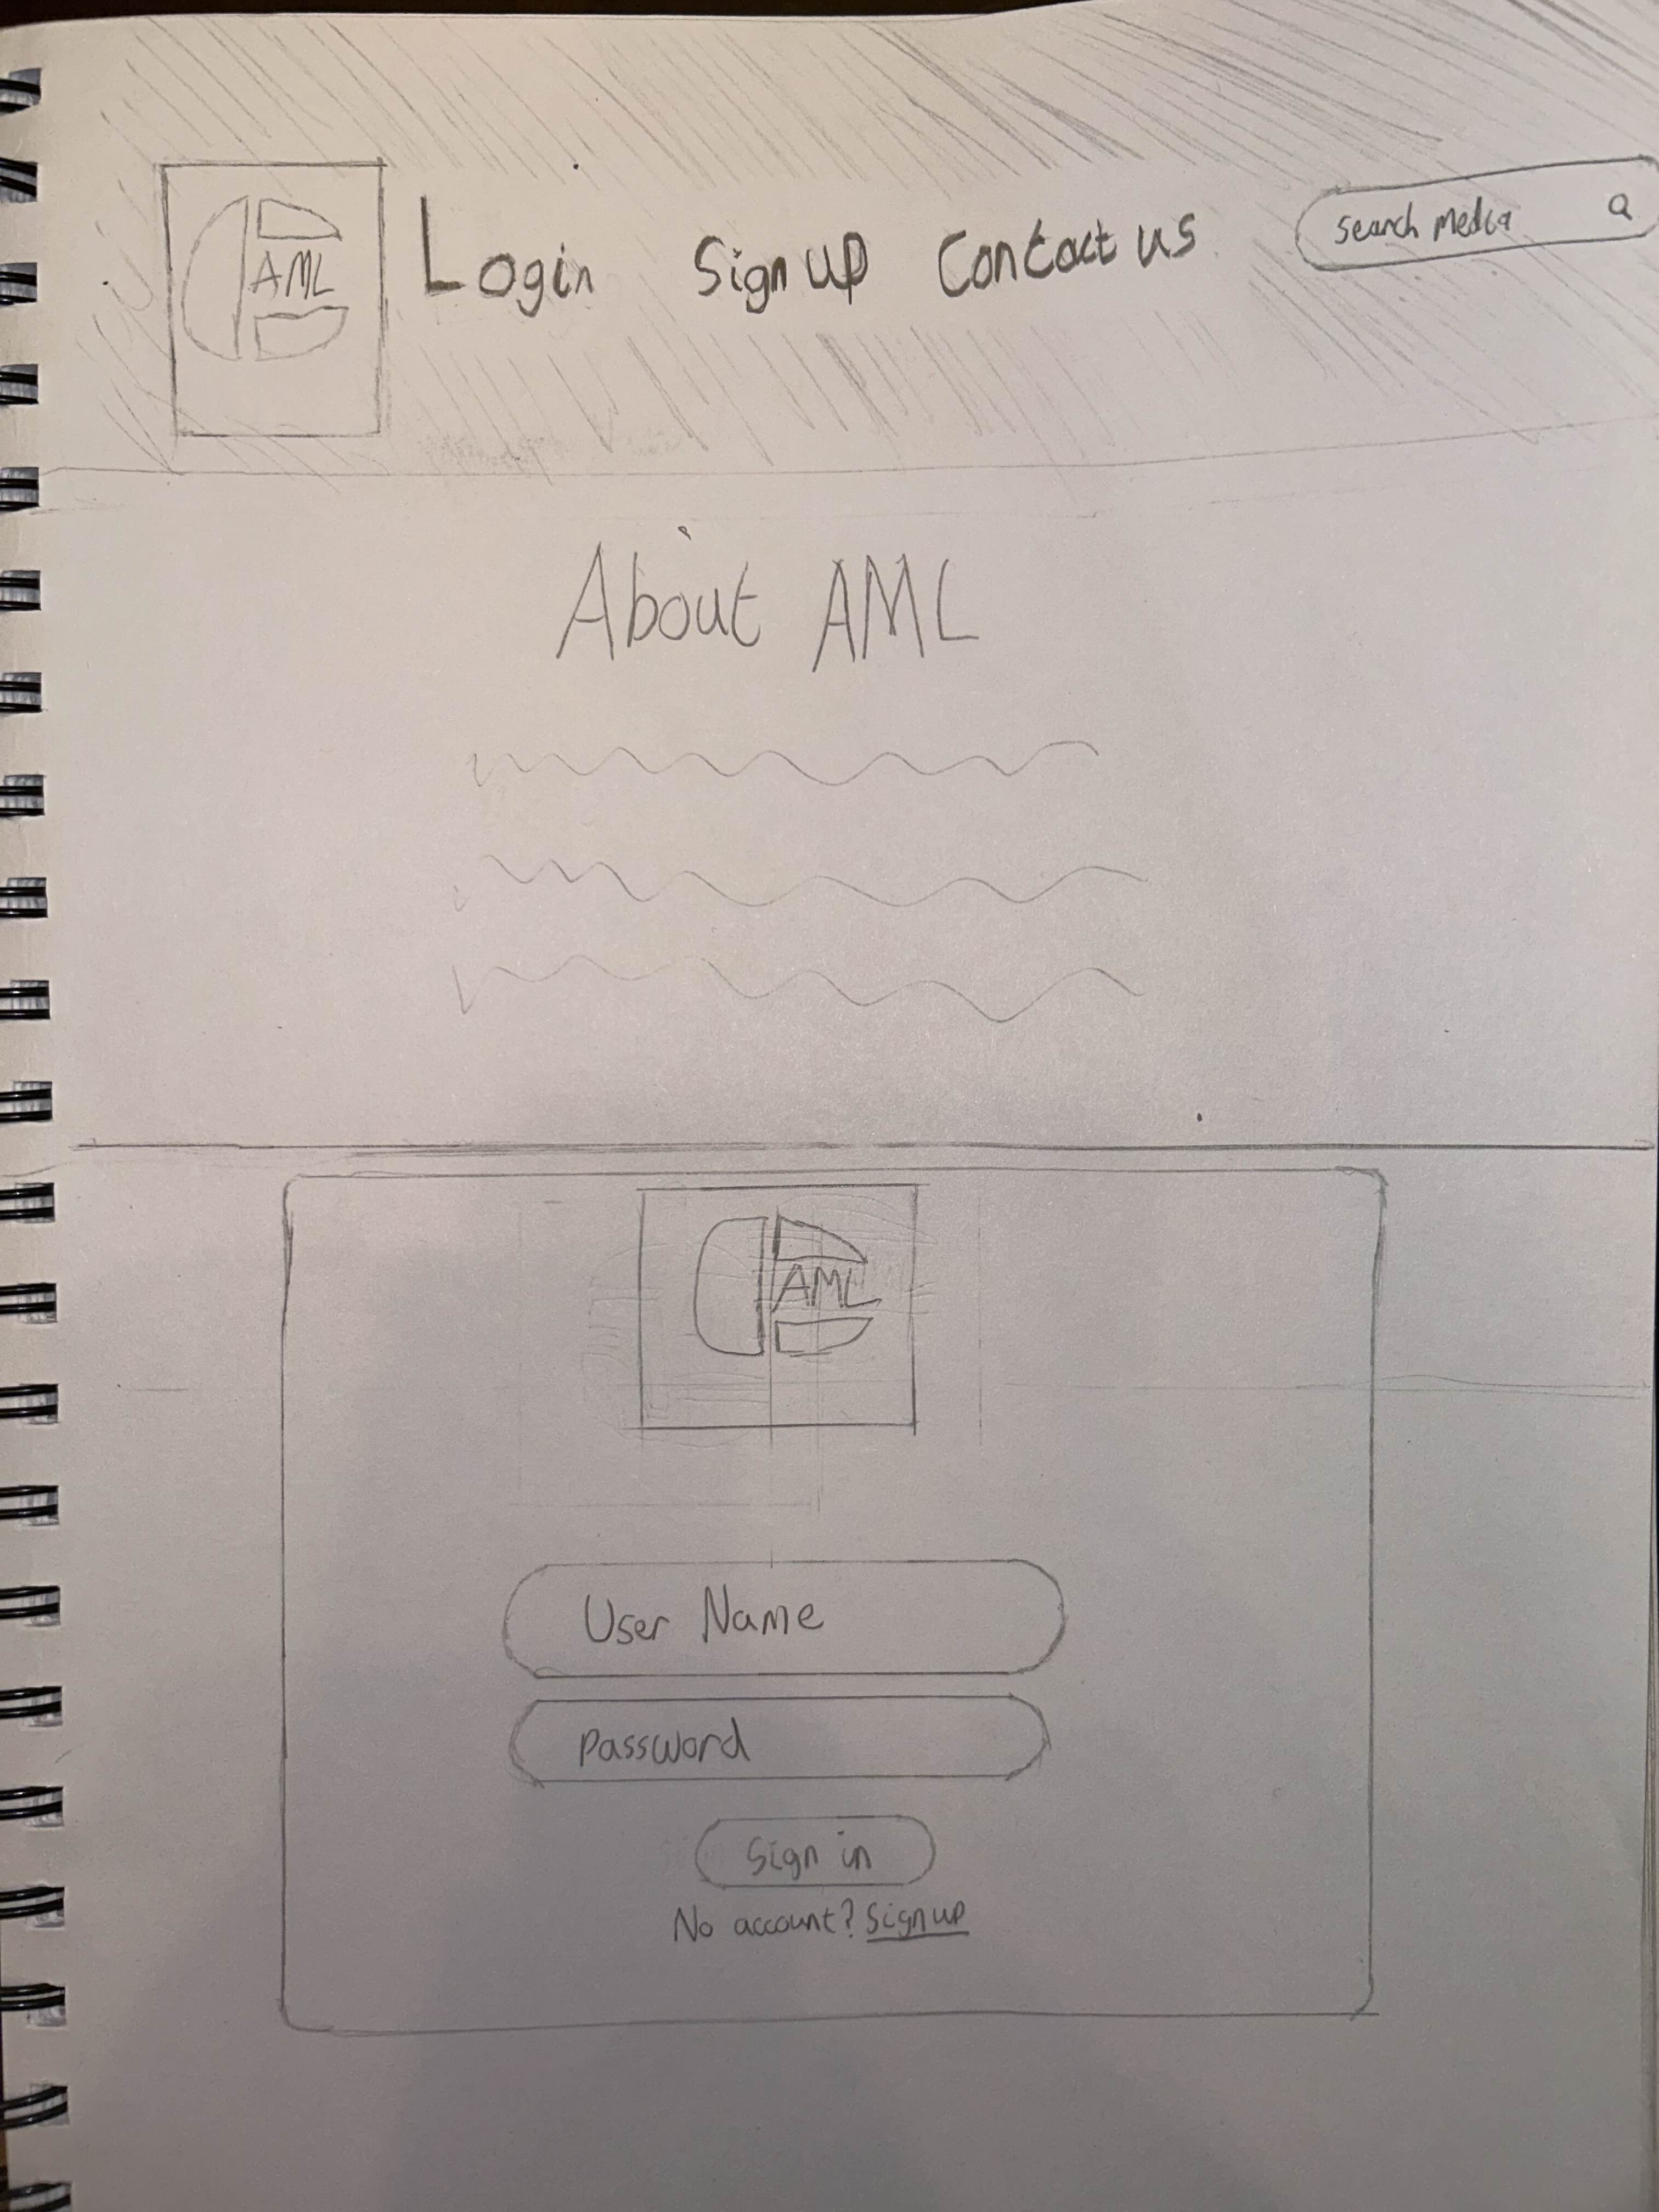 AML
Login Sign up Contact us
Search Media
About AML
AML
User Name
Password
Sign in
No account? Sign up